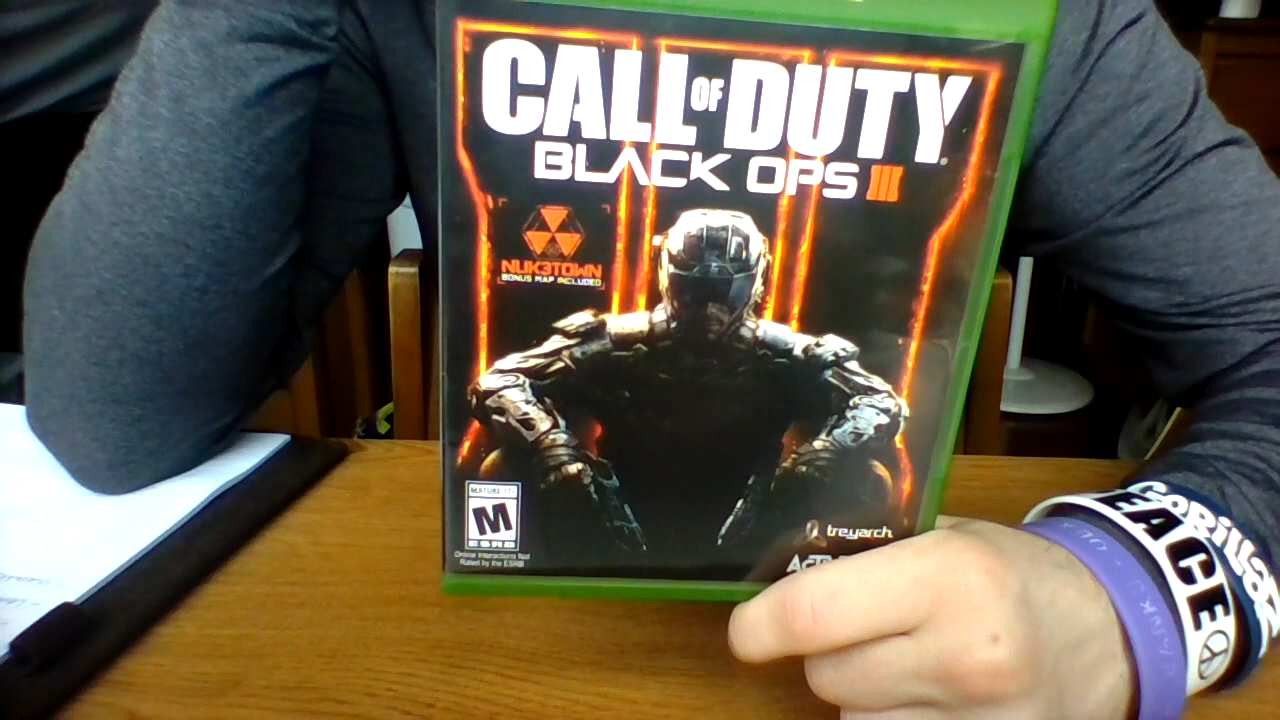 CALL OF DUTY
BLACK OPS III
NUK3TOWN
BONUS MAP INCLUDED
MATURE 17+
M
ESRB
Online Interactions Not
Rated by the ESRB
treyarch
PEACE
GORILLAZ